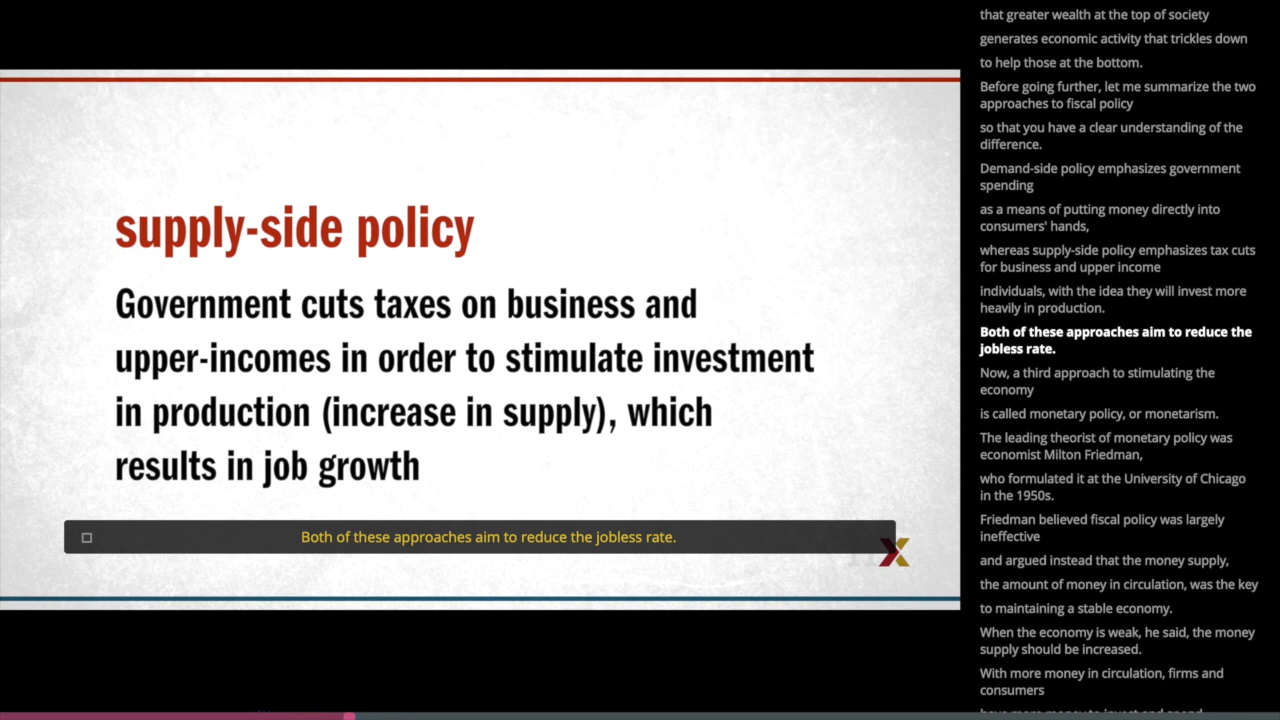 supply-side policy
Government cuts taxes on business and
upper-incomes in order to stimulate investment
in production (increase in supply), which
results in job growth
Both of these approaches aim to reduce the jobless rate.
X
that greater wealth at the top of society
generates economic activity that trickles down
to help those at the bottom.
Before going further, let me summarize the two
approaches to fiscal policy
so that you have a clear understanding of the
difference.
Demand-side policy emphasizes government
spending
as a means of putting money directly into
consumers' hands,
whereas supply-side policy emphasizes tax cuts
for business and upper income
individuals, with the idea they will invest more
heavily in production.
Both of these approaches aim to reduce the
jobless rate.
Now, a third approach to stimulating the
economy
is called monetary policy, or monetarism.
The leading theorist of monetary policy was
economist Milton Friedman,
who formulated it at the University of Chicago
in the 1950s.
Friedman believed fiscal policy was largely
ineffective
and argued instead that the money supply,
the amount of money in circulation, was the key
to maintaining a stable economy.
When the economy is weak, he said, the money
supply should be increased.
With more money in circulation, firms and
consumers